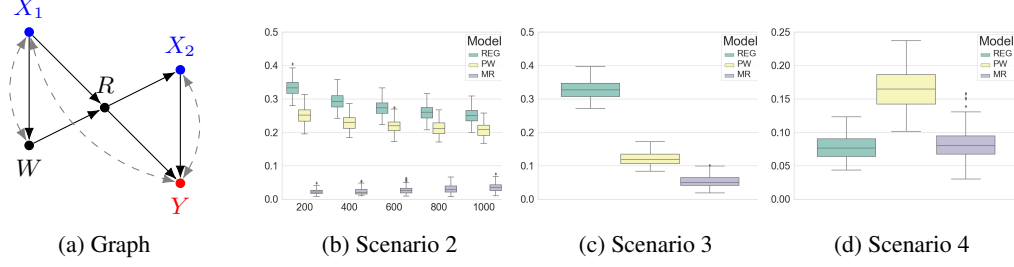 X₁
X₂
R
W
Y
(a) Graph
0.5
0.4
0.3
0.2
0.1
0.0
200 400 600 800 1000
Model
REG
PW
MR
(b) Scenario 2
0.5
0.4
0.3
0.2
0.1
0.0
Model
REG
PW
MR
(c) Scenario 3
0.25
0.20
0.15
0.10
0.05
0.00
Model
REG
PW
MR
(d) Scenario 4